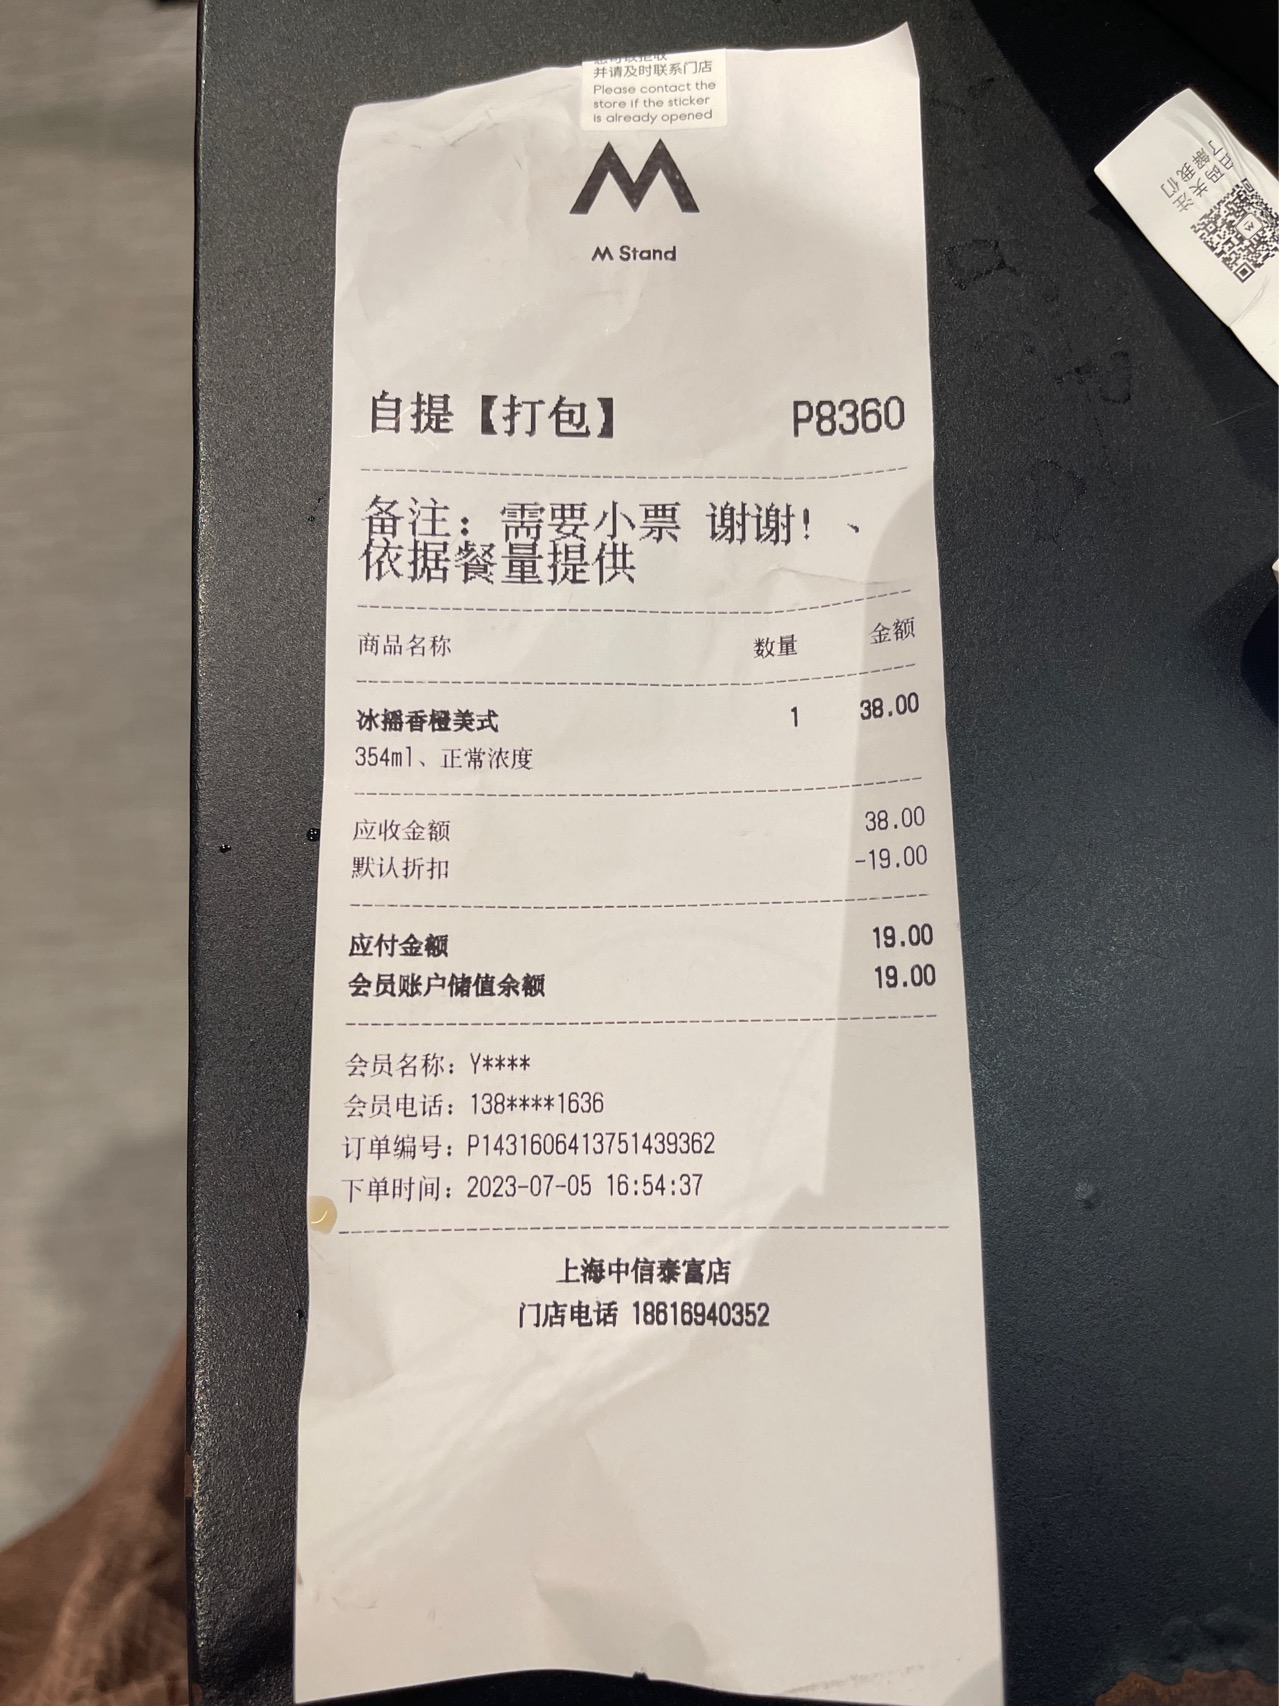 并请及时联系门店
Please contact the
store if the sticker
is already opened
M Stand
自提【打包】 P8360
备注：需要小票 谢谢！、
依据餐量提供
商品名称 数量 金额
冰摇香橙美式 1 38.00
354ml、正常浓度
应收金额 38.00
默认折扣 -19.00
应付金额 19.00
会员账户储值余额 19.00
会员名称：Y****
会员电话：138****1636
订单编号：P1431606413751439362
下单时间：2023-07-05 16:54:37
上海中信泰富店
门店电话 18616940352